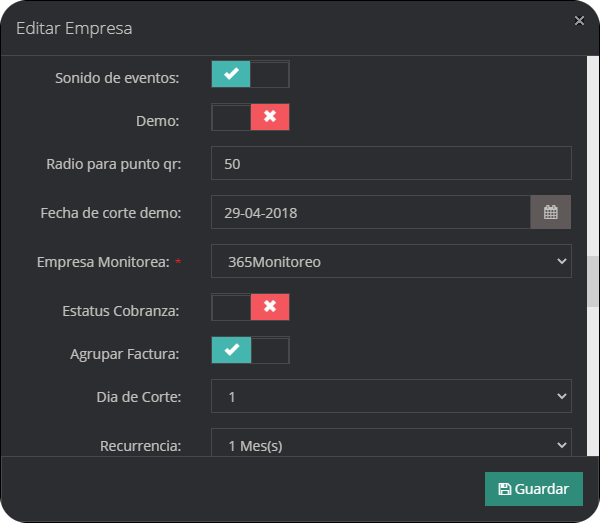 Editar Empresa ×
Sonido de eventos:
Demo:
Radio para punto qr: 50
Fecha de corte demo: 29-04-2018
Empresa Monitorea: * 365Monitoreo
Estatus Cobranza:
Agrupar Factura:
Dia de Corte: 1
Recurrencia: 1 Mes(s)
Guardar